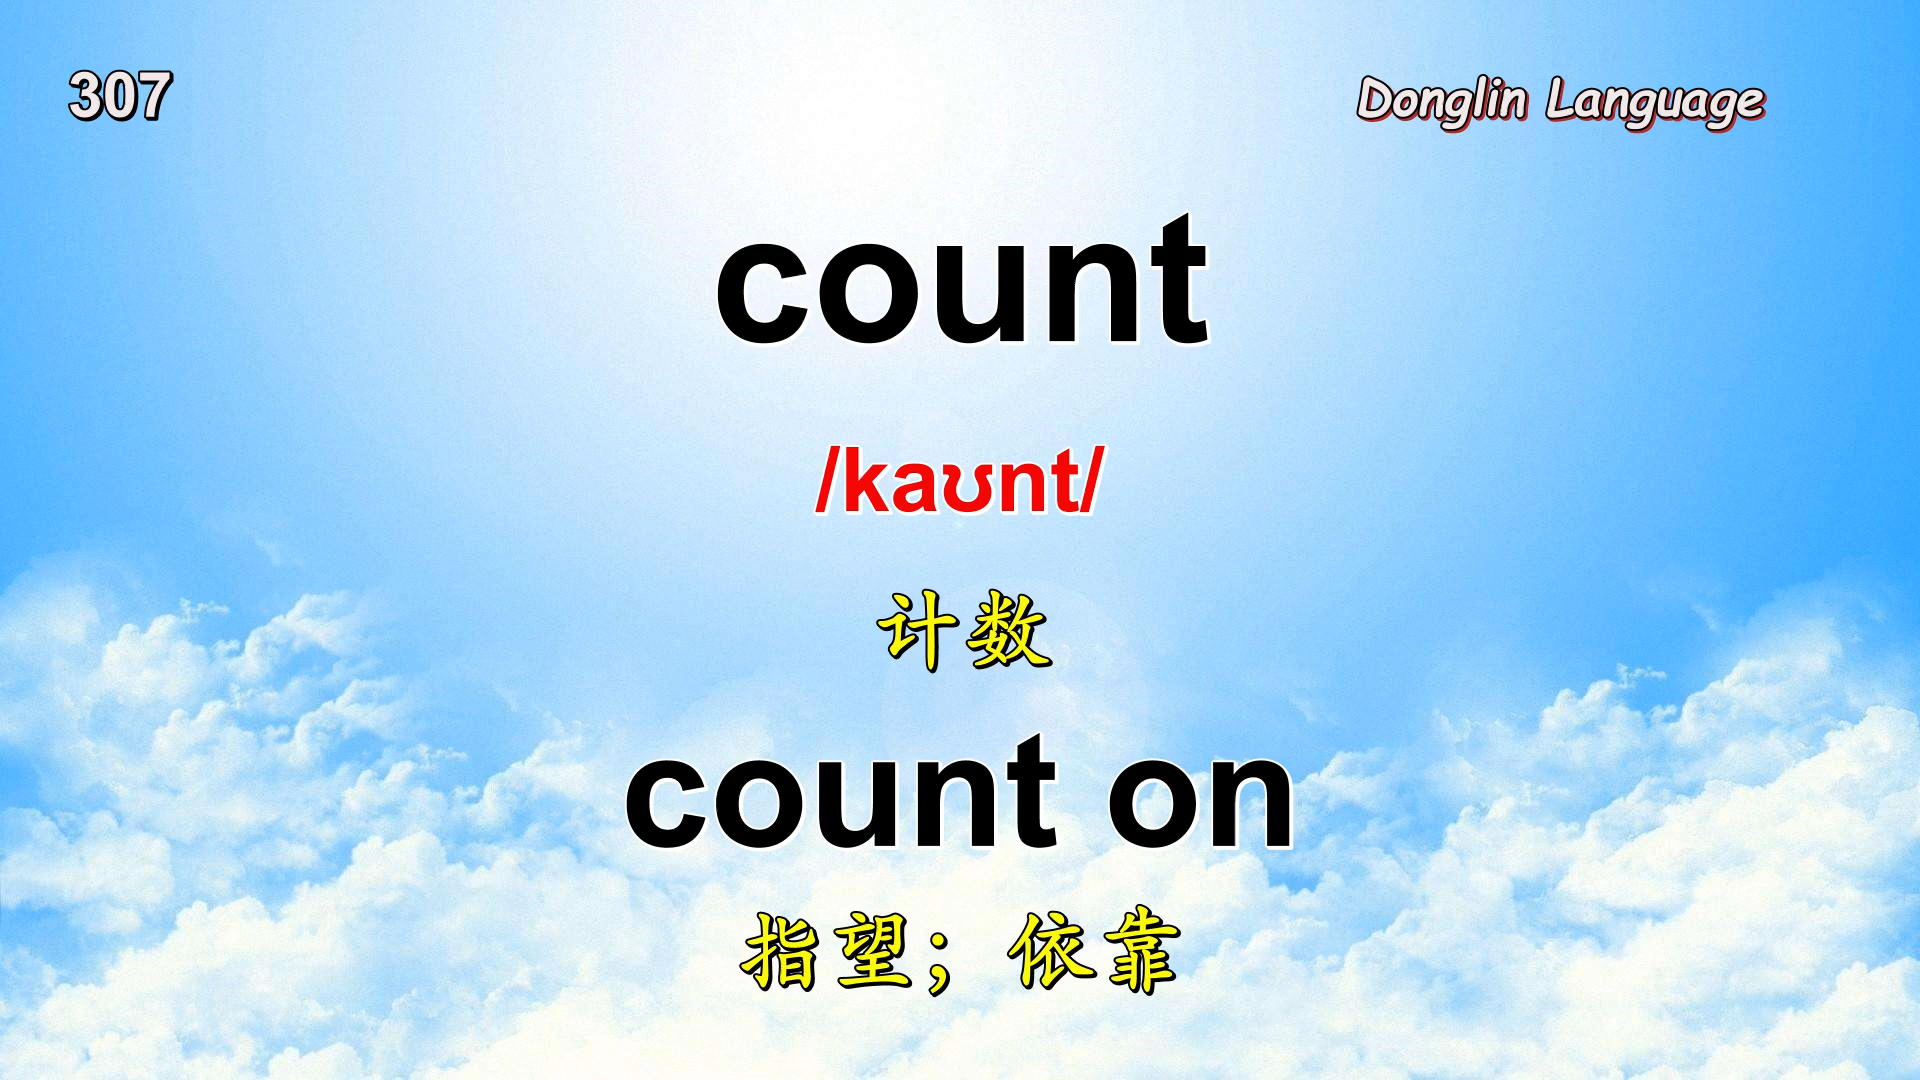 307
Donglin Language
count
/kaʊnt/
计数
count on
指望；依靠